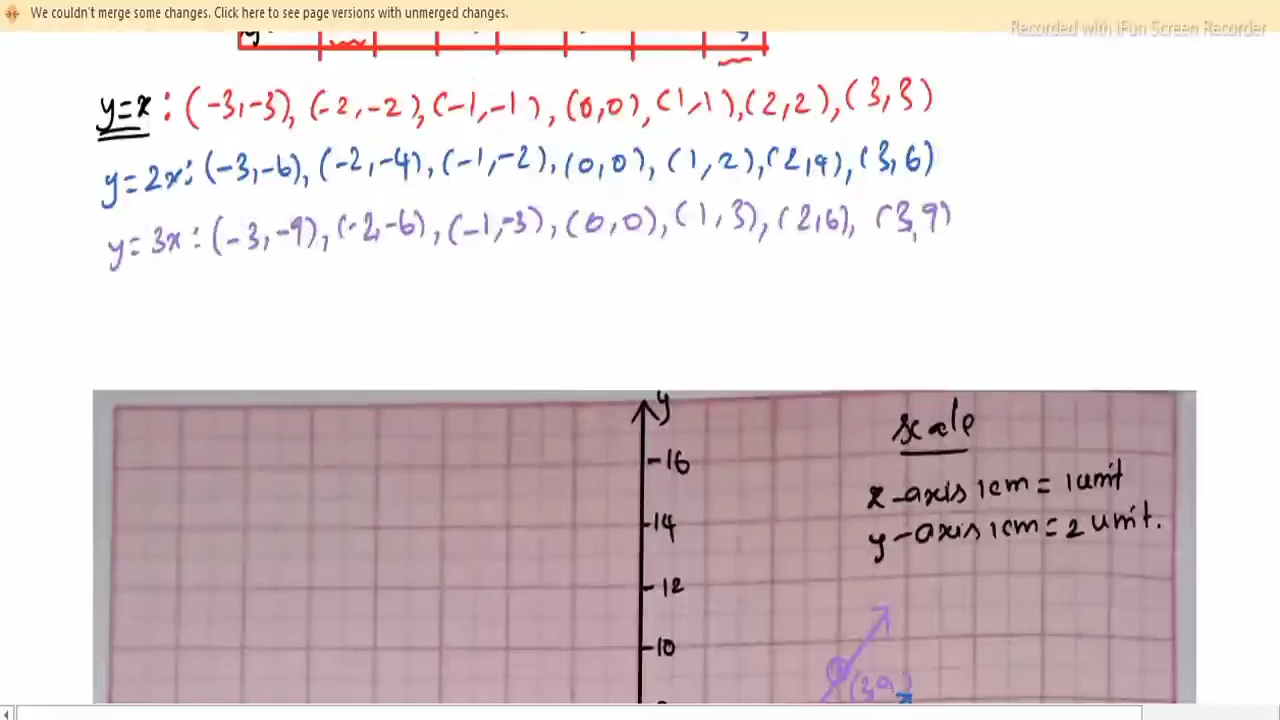 We couldn't merge some changes. Click here to see page versions with unmerged changes.
Recorded with iFun Screen Recorder
y=x : (-3,-3), (-2,-2), (-1,-1), (0,0), (1,1), (2,2), (3,3)
y=2x: (-3,-6), (-2,-4), (-1,-2), (0,0), (1,2), (2,4), (3,6)
y=3x: (-3,-9), (-2,-6), (-1,-3), (0,0), (1,3), (2,6), (3,9)
y
scale
-16
x-axis 1cm = 1unit
-14
y-axis 1cm = 2 unit.
-12
-10
(3,9)